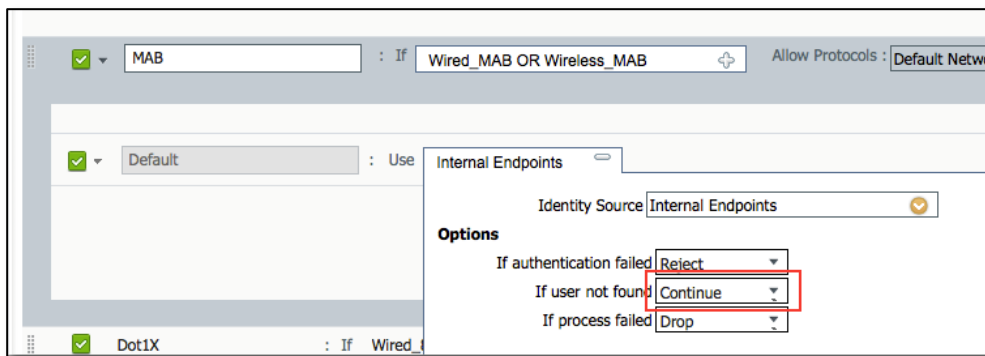 MAB : If Wired_MAB OR Wireless_MAB Allow Protocols : Default Netw
Default : Use Internal Endpoints
Identity Source Internal Endpoints
Options
If authentication failed Reject
If user not found Continue
If process failed Drop
Dot1X : If Wired_